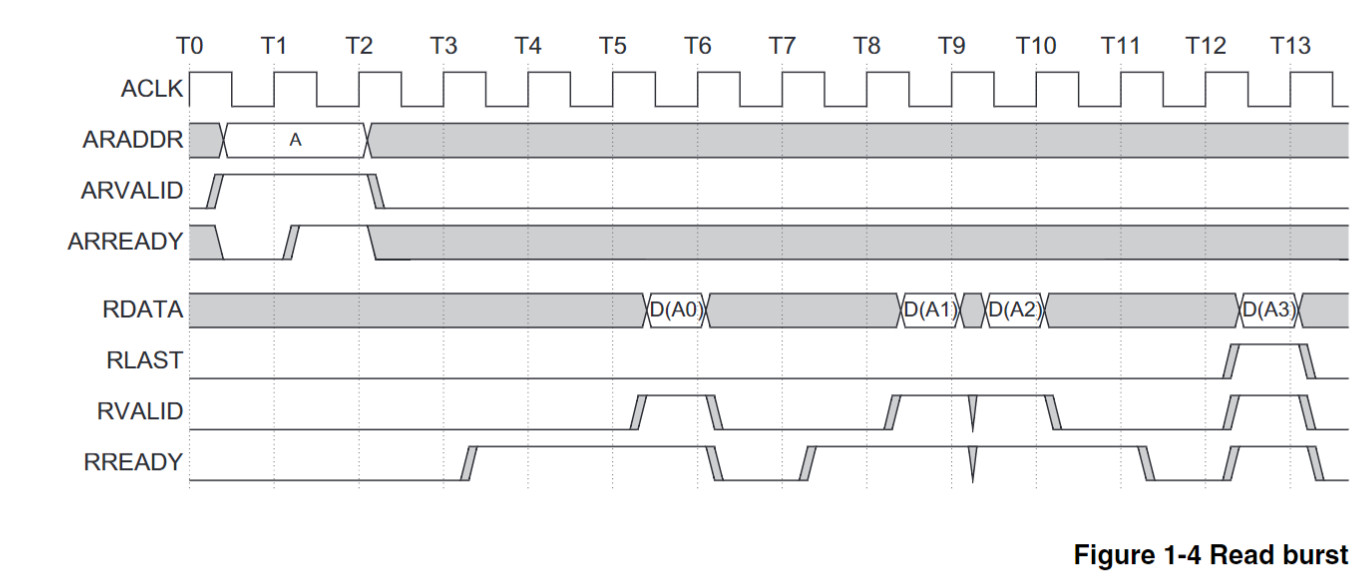 T0 T1 T2 T3 T4 T5 T6 T7 T8 T9 T10 T11 T12 T13
ACLK
ARADDR A
ARVALID
ARREADY
RDATA D(A0) D(A1) D(A2) D(A3)
RLAST
RVALID
RREADY
Figure 1-4 Read burst